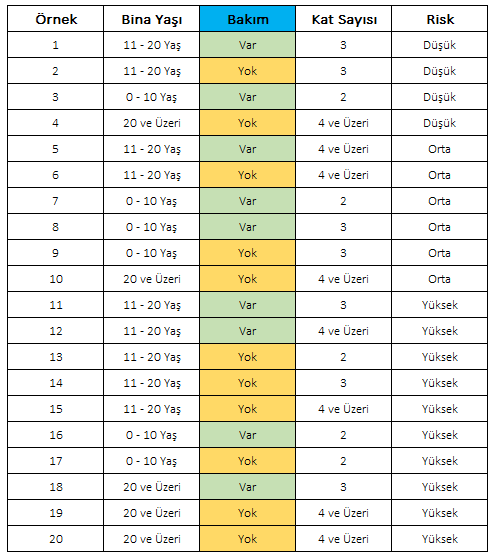 Örnek Bina Yaşı Bakım Kat Sayısı Risk
1 11 - 20 Yaş Var 3 Düşük
2 11 - 20 Yaş Yok 3 Düşük
3 0 - 10 Yaş Var 2 Düşük
4 20 ve Üzeri Yok 4 ve Üzeri Düşük
5 11 - 20 Yaş Var 4 ve Üzeri Orta
6 11 - 20 Yaş Yok 4 ve Üzeri Orta
7 0 - 10 Yaş Var 2 Orta
8 0 - 10 Yaş Var 3 Orta
9 0 - 10 Yaş Yok 3 Orta
10 20 ve Üzeri Yok 4 ve Üzeri Orta
11 11 - 20 Yaş Var 3 Yüksek
12 11 - 20 Yaş Var 4 ve Üzeri Yüksek
13 11 - 20 Yaş Yok 2 Yüksek
14 11 - 20 Yaş Yok 3 Yüksek
15 11 - 20 Yaş Yok 4 ve Üzeri Yüksek
16 0 - 10 Yaş Var 2 Yüksek
17 0 - 10 Yaş Yok 2 Yüksek
18 20 ve Üzeri Var 3 Yüksek
19 20 ve Üzeri Yok 4 ve Üzeri Yüksek
20 20 ve Üzeri Yok 4 ve Üzeri Yüksek